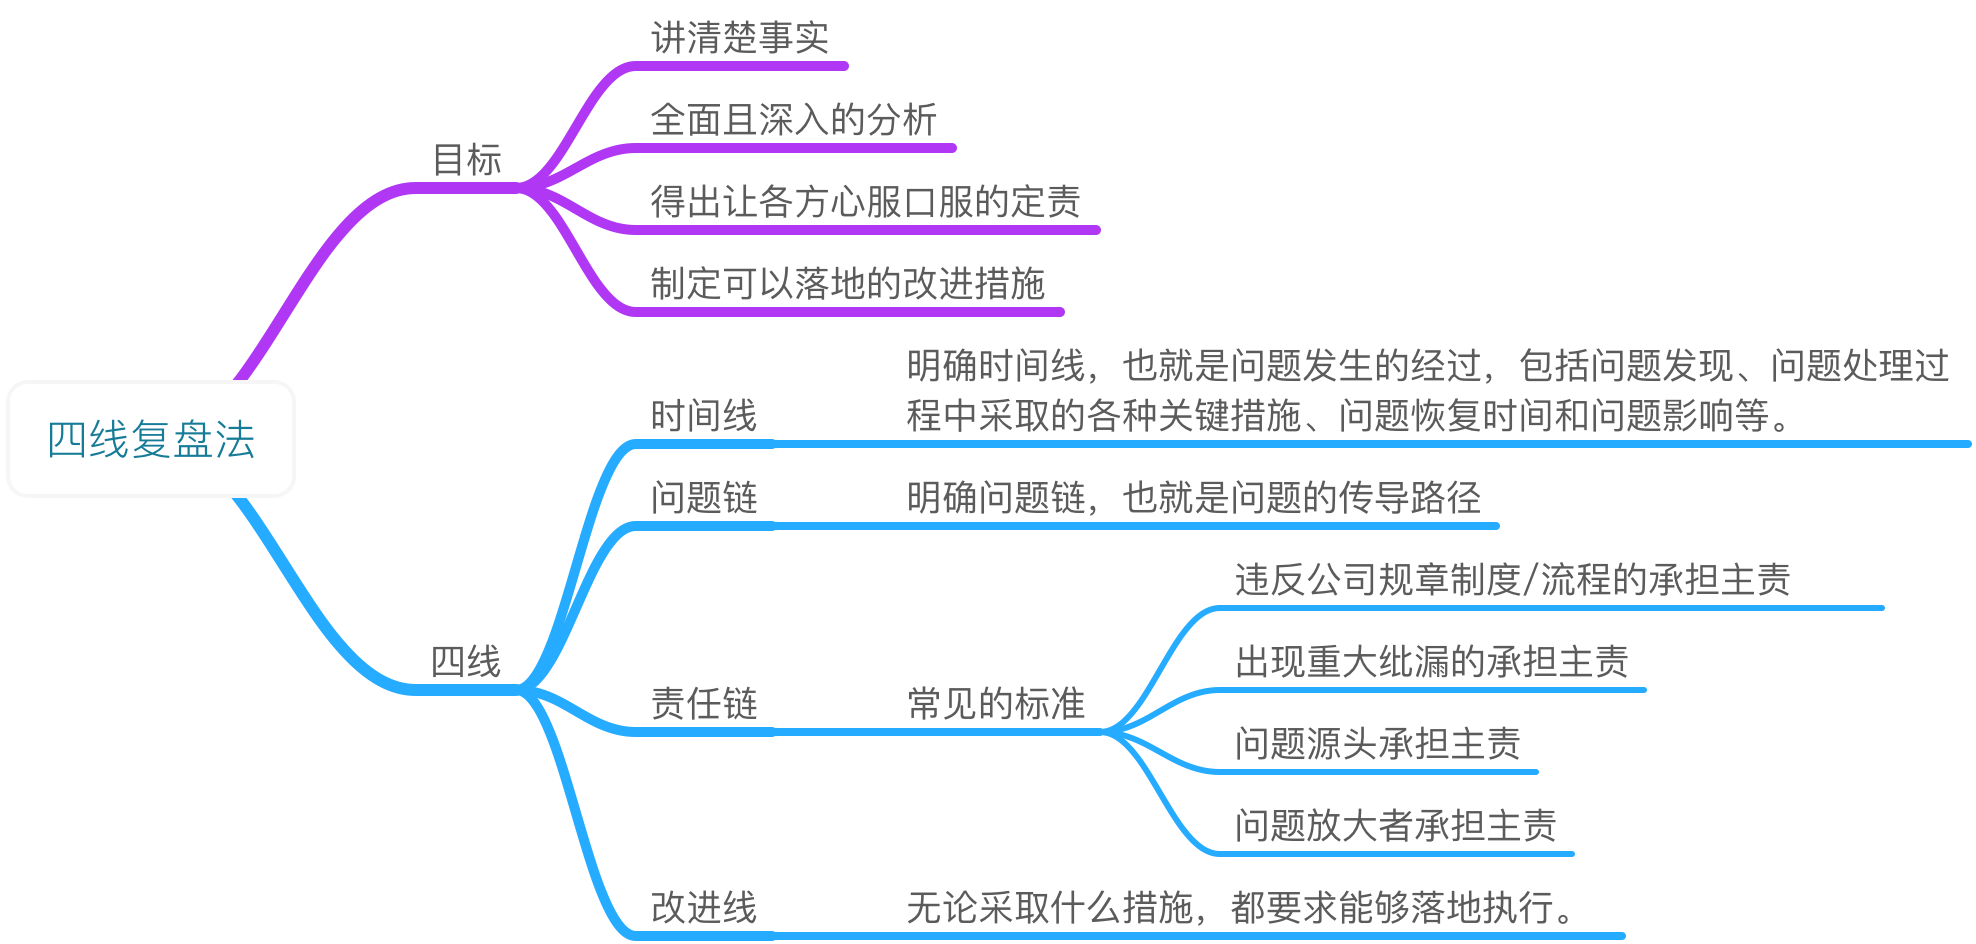 讲清楚事实
全面且深入的分析
目标
得出让各方心服口服的定责
制定可以落地的改进措施
四线复盘法
明确时间线，也就是问题发生的经过，包括问题发现、问题处理过
时间线
程中采取的各种关键措施、问题恢复时间和问题影响等。
问题链
明确问题链，也就是问题的传导路径
四线
违反公司规章制度/流程的承担主责
出现重大纰漏的承担主责
责任链
常见的标准
问题源头承担主责
问题放大者承担主责
改进线
无论采取什么措施，都要求能够落地执行。